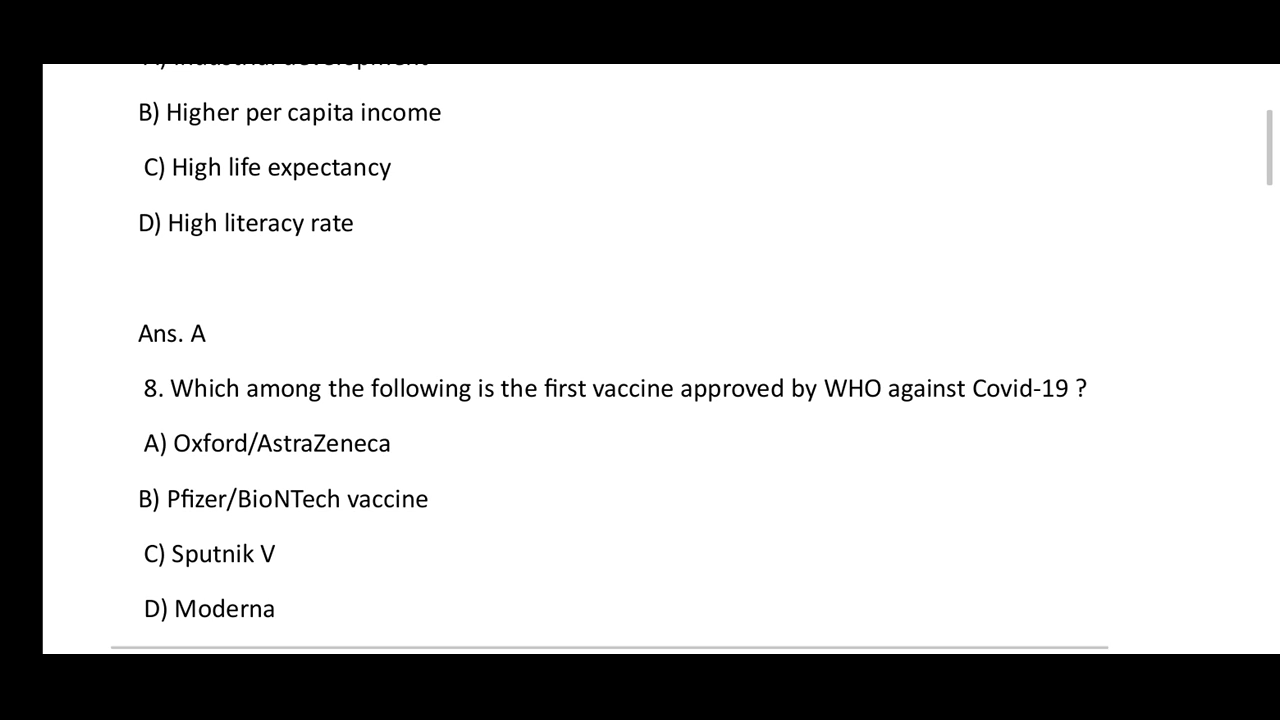 B) Higher per capita income
C) High life expectancy
D) High literacy rate
Ans. A
8. Which among the following is the first vaccine approved by WHO against Covid-19 ?
A) Oxford/AstraZeneca
B) Pfizer/BioNTech vaccine
C) Sputnik V
D) Moderna